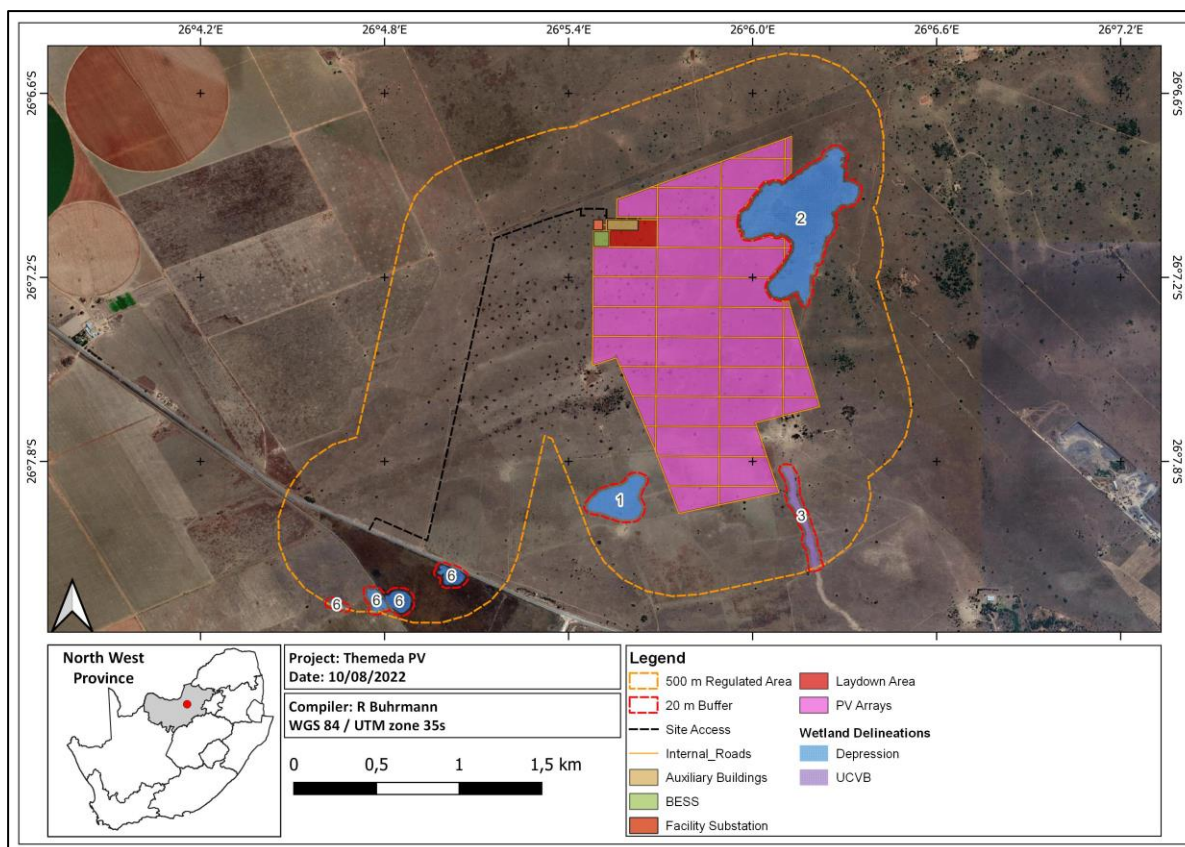 26°4.2'E 26°4.8'E 26°5.4'E 26°6.0'E 26°6.6'E 26°7.2'E
26°6.6'S 26°6.6'S
2
26°7.2'S 26°7.2'S
26°7.8'S 26°7.8'S
1
3
6
6 6 6
North West
Province
Project: Themeda PV
Date: 10/08/2022
Compiler: R Buhrmann
WGS 84 / UTM zone 35s
0 0,5 1 1,5 km
Legend
500 m Regulated Area
20 m Buffer
Site Access
Internal_Roads
Auxiliary Buildings
BESS
Facility Substation
Laydown Area
PV Arrays
Wetland Delineations
Depression
UCVB